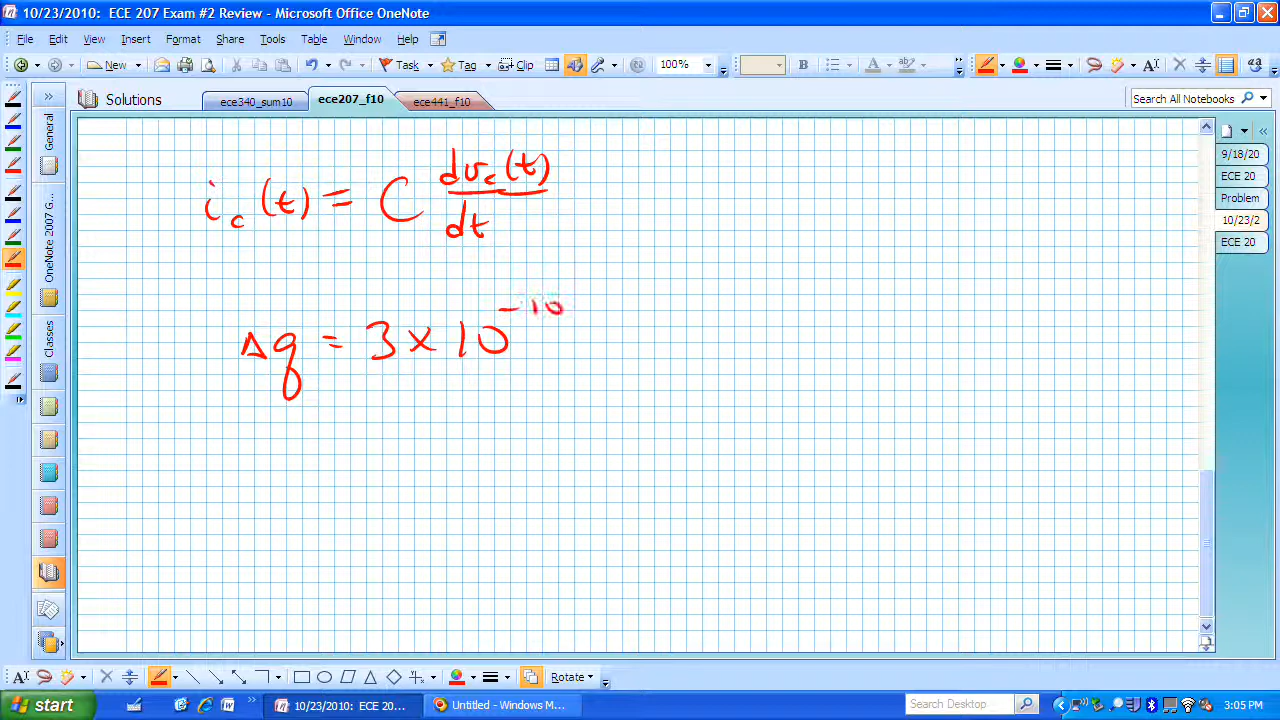 10/23/2010: ECE 207 Exam #2 Review - Microsoft Office OneNote
File Edit View Insert Format Share Tools Table Window Help
New Task Tag Clip 100% B A ab A
Solutions ece340_sum10 ece207_f10 ece441_f10 Search All Notebooks
General
OneNote 2007 G...
Classes
9/18/20
ECE 20
Problem
10/23/2
ECE 20
i_c(t) = C dv_c(t)/dt
Δq = 3 × 10^-10
A Rotate
start 10/23/2010: ECE 20... Untitled - Windows M... Search Desktop 3:05 PM